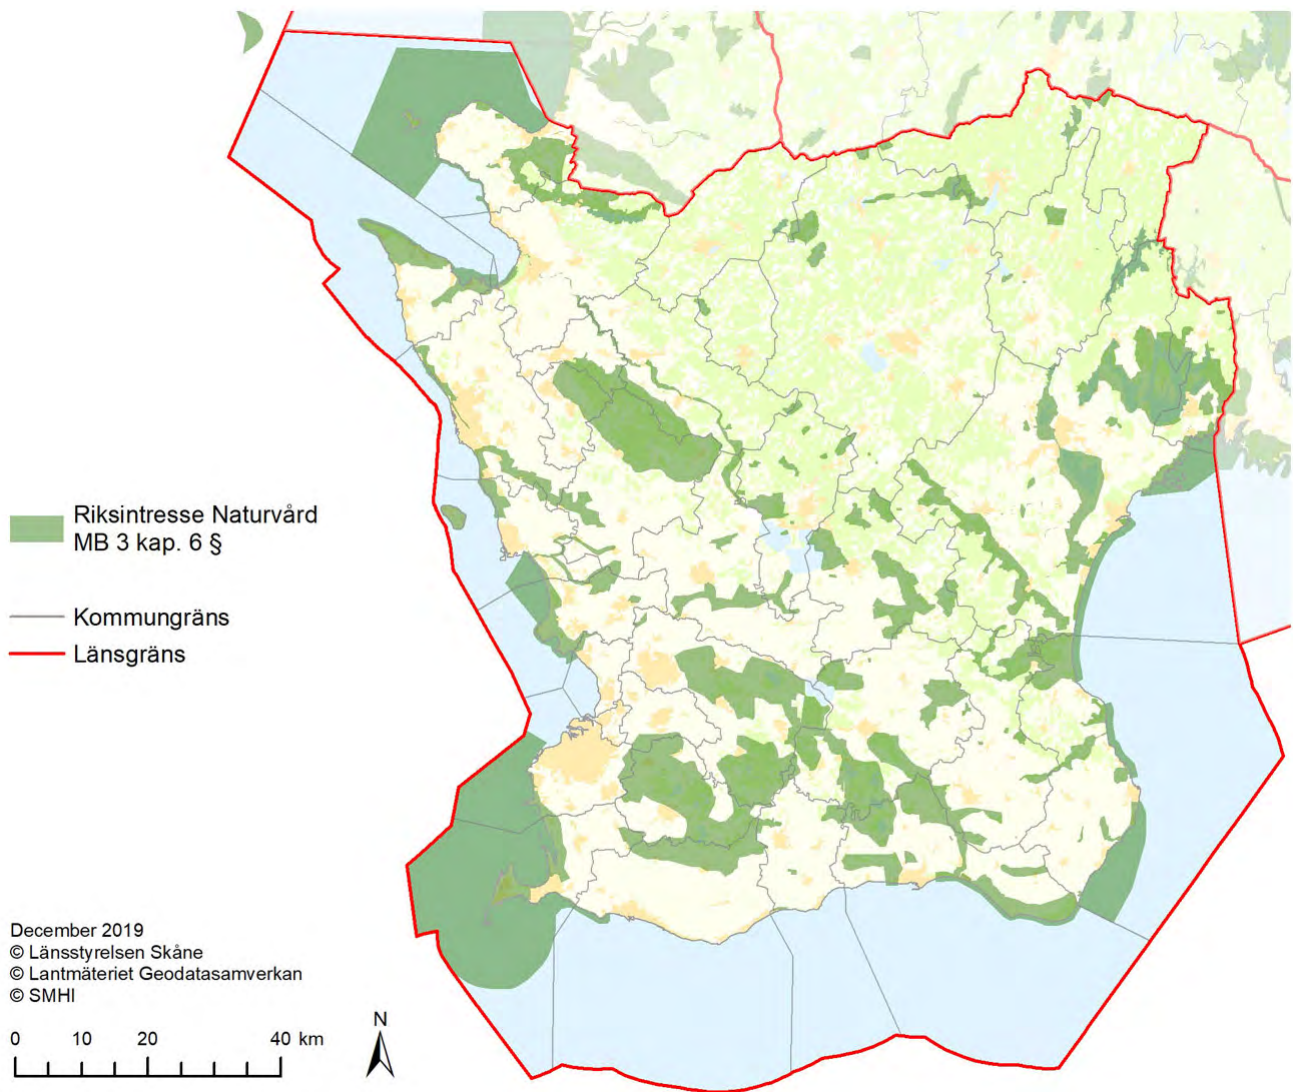 Riksintresse Naturvård
MB 3 kap. 6 §
Kommungräns
Länsgräns
December 2019
© Länsstyrelsen Skåne
© Lantmäteriet Geodatasamverkan
© SMHI
0 10 20 40 km
N